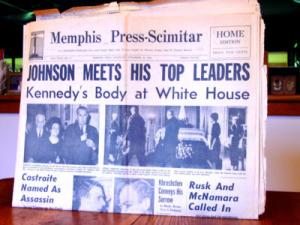 Memphis Press-Scimitar
HOME
EDITION
JOHNSON MEETS HIS TOP LEADERS
Kennedy's Body at White House
Castroite
Named As
Assassin
Khrushchev
Conveys His
Sorrow
Rusk And
McNamara
Called In